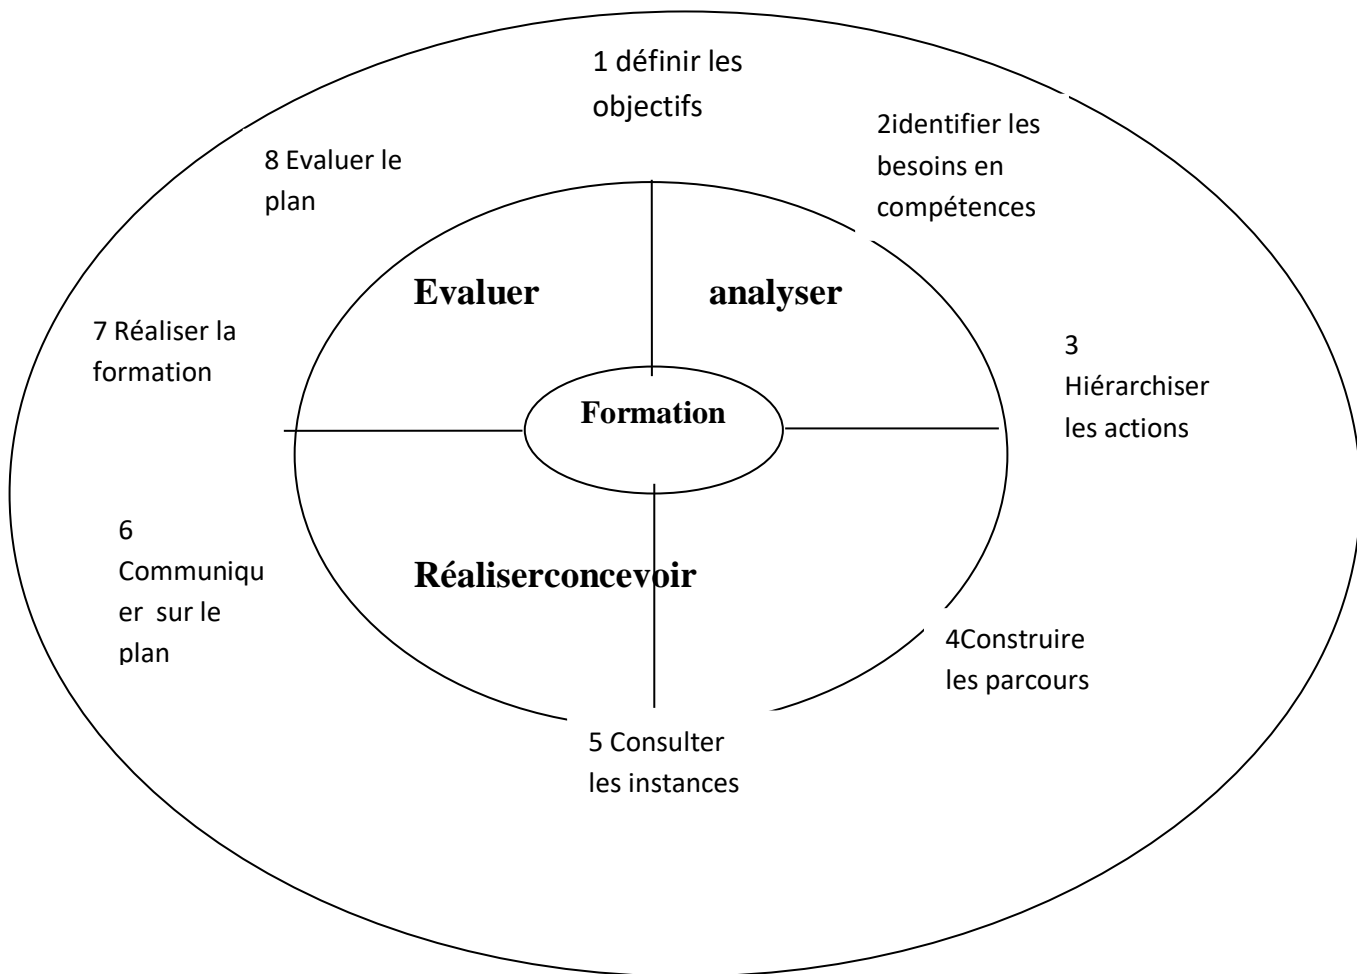 1 définir les
objectifs
2identifier les
besoins en
compétences
8 Evaluer le
plan
Evaluer
analyser
7 Réaliser la
formation
3
Hiérarchiser
les actions
Formation
6
Communiqu
er sur le
plan
Réaliserconcevoir
4Construire
les parcours
5 Consulter
les instances